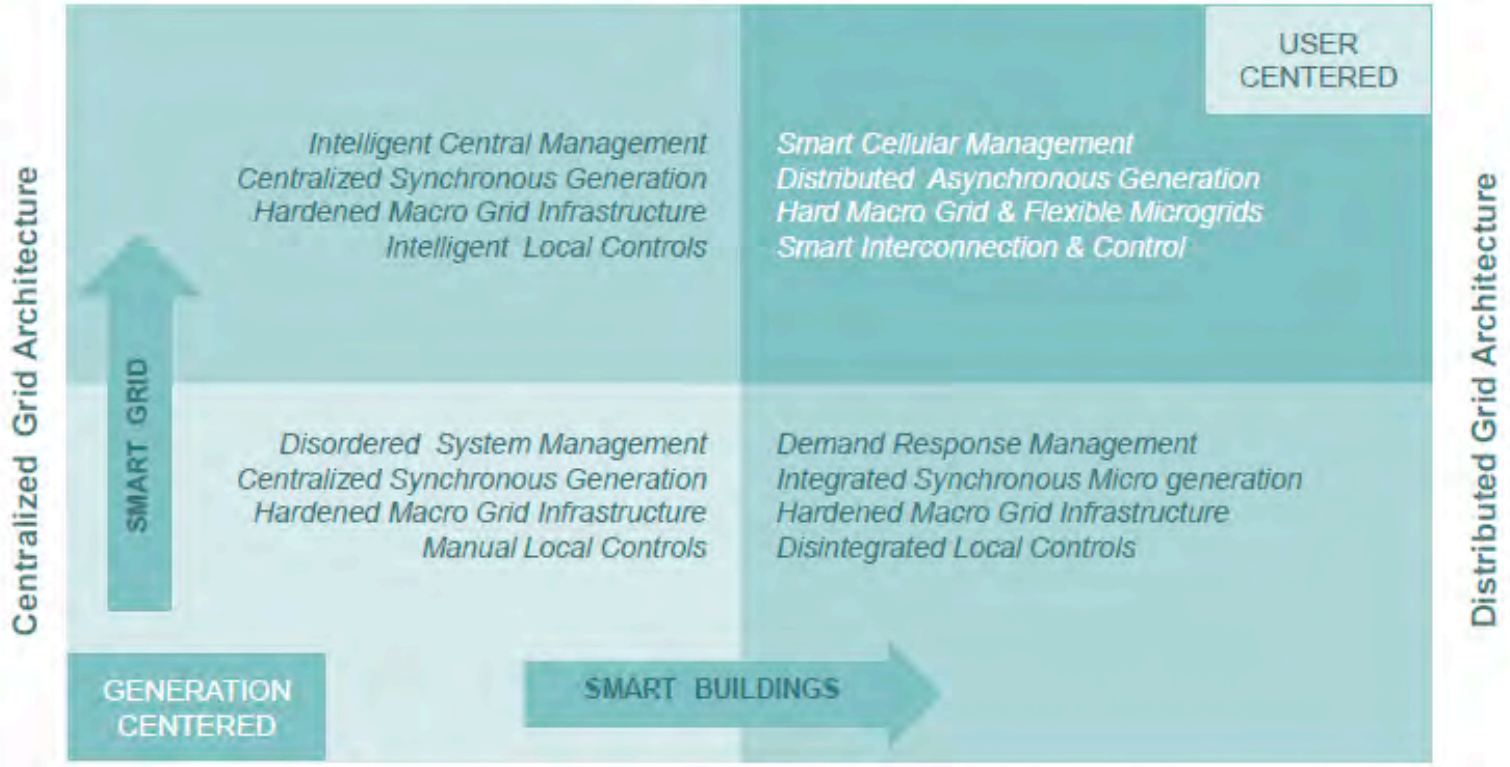 USER
CENTERED
Centralized Grid Architecture
Intelligent Central Management
Centralized Synchronous Generation
Hardened Macro Grid Infrastructure
Intelligent Local Controls
Smart Cellular Management
Distributed Asynchronous Generation
Hard Macro Grid & Flexible Microgrids
Smart Interconnection & Control
Distributed Grid Architecture
SMART GRID
Disordered System Management
Centralized Synchronous Generation
Hardened Macro Grid Infrastructure
Manual Local Controls
Demand Response Management
Integrated Synchronous Micro generation
Hardened Macro Grid Infrastructure
Disintegrated Local Controls
GENERATION
CENTERED
SMART BUILDINGS